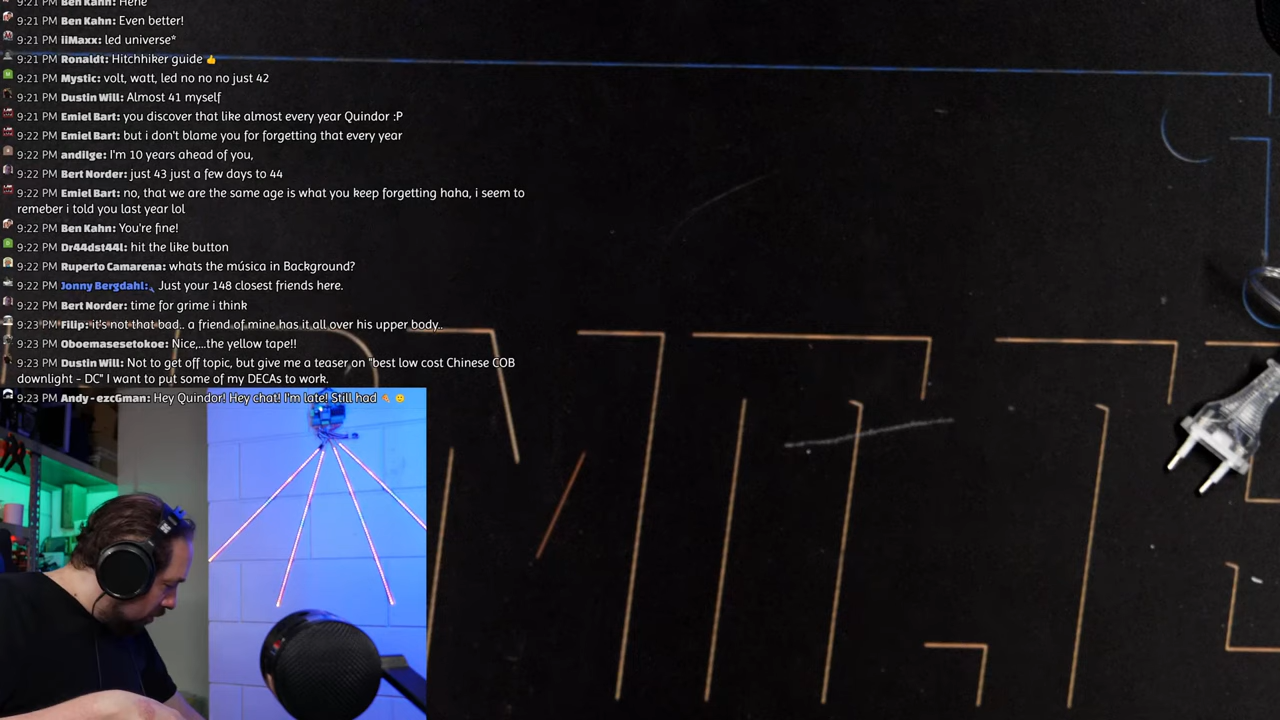 9:21 PM Ben Kahn: Hehe
9:21 PM Ben Kahn: Even better!
9:21 PM iiMaxx: led universe*
9:21 PM Ronaldt: Hitchhiker guide 👍
9:21 PM Mystic: volt, watt, led no no no just 42
9:21 PM Dustin Will: Almost 41 myself
9:21 PM Emiel Bart: you discover that like almost every year Quindor :P
9:22 PM Emiel Bart: but i don't blame you for forgetting that every year
9:22 PM andilge: I'm 10 years ahead of you,
9:22 PM Bert Norder: just 43 just a few days to 44
9:22 PM Emiel Bart: no, that we are the same age is what you keep forgetting haha, i seem to
remeber i told you last year lol
9:22 PM Ben Kahn: You're fine!
9:22 PM Dr44dst44l: hit the like button
9:22 PM Ruperto Camarena: whats the música in Background?
9:22 PM Jonny Bergdahl: Just your 148 closest friends here.
9:22 PM Bert Norder: time for grime i think
9:23 PM Filip: it's not that bad.. a friend of mine has it all over his upper body..
9:23 PM Oboemasesetokoe: Nice,...the yellow tape!!
9:23 PM Dustin Will: Not to get off topic, but give me a teaser on "best low cost Chinese COB
downlight - DC" I want to put some of my DECAs to work.
9:23 PM Andy - ezcGman: Hey Quindor! Hey chat! I'm late! Still had 🍕 🙂